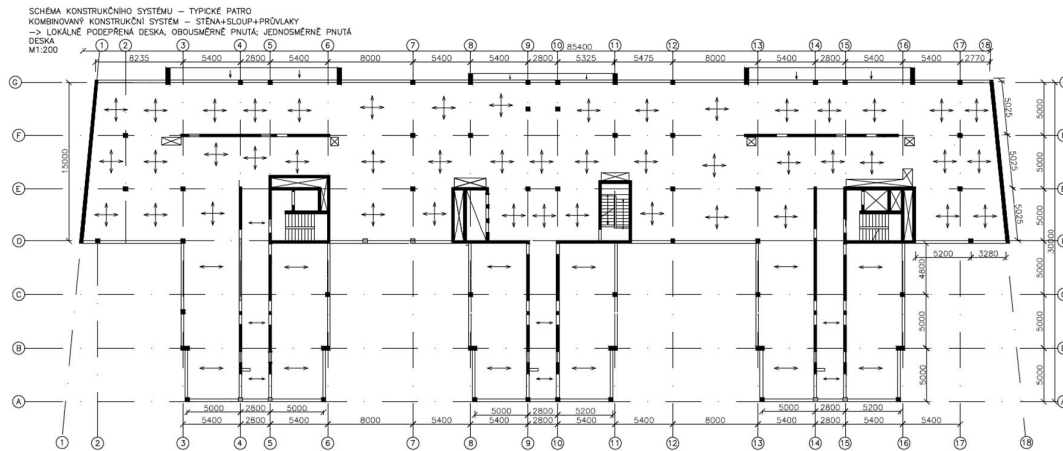 SCHÉMA KONSTRUKČNÍHO SYSTÉMU – TYPICKÉ PATRO
KOMBINOVANÝ KONSTRUKČNÍ SYSTÉM – STĚNA+SLOUP+PRŮVLAKY
–> LOKÁLNĚ PODEPŘENÁ DESKA, OBOUSMĚRNĚ PNUTÁ; JEDNOSMĚRNĚ PNUTÁ
DESKA
M1:200
1 2 3 4 5 6 7 8 9 10 11 13 14 15 16 17 18
85400
8235 5400 2800 5400 8000 5400 5400 2800 5325 5475 8000 5400 2800 5400 5400 2770
G
F
E
D
C
B
A
15000
5025
5025
5025
5000
5000
5000
5000
5000
5000
30000
4800
5000
5000
5200 3280
5000 2800 5000 5000 2800 5200 5000 2800 5200
5400 2800 5400 8000 5400 5400 2800 5400 5400 8000 5400 2800 5400 5400
1 2 3 4 5 6 7 8 9 10 11 12 13 14 15 16 17 18